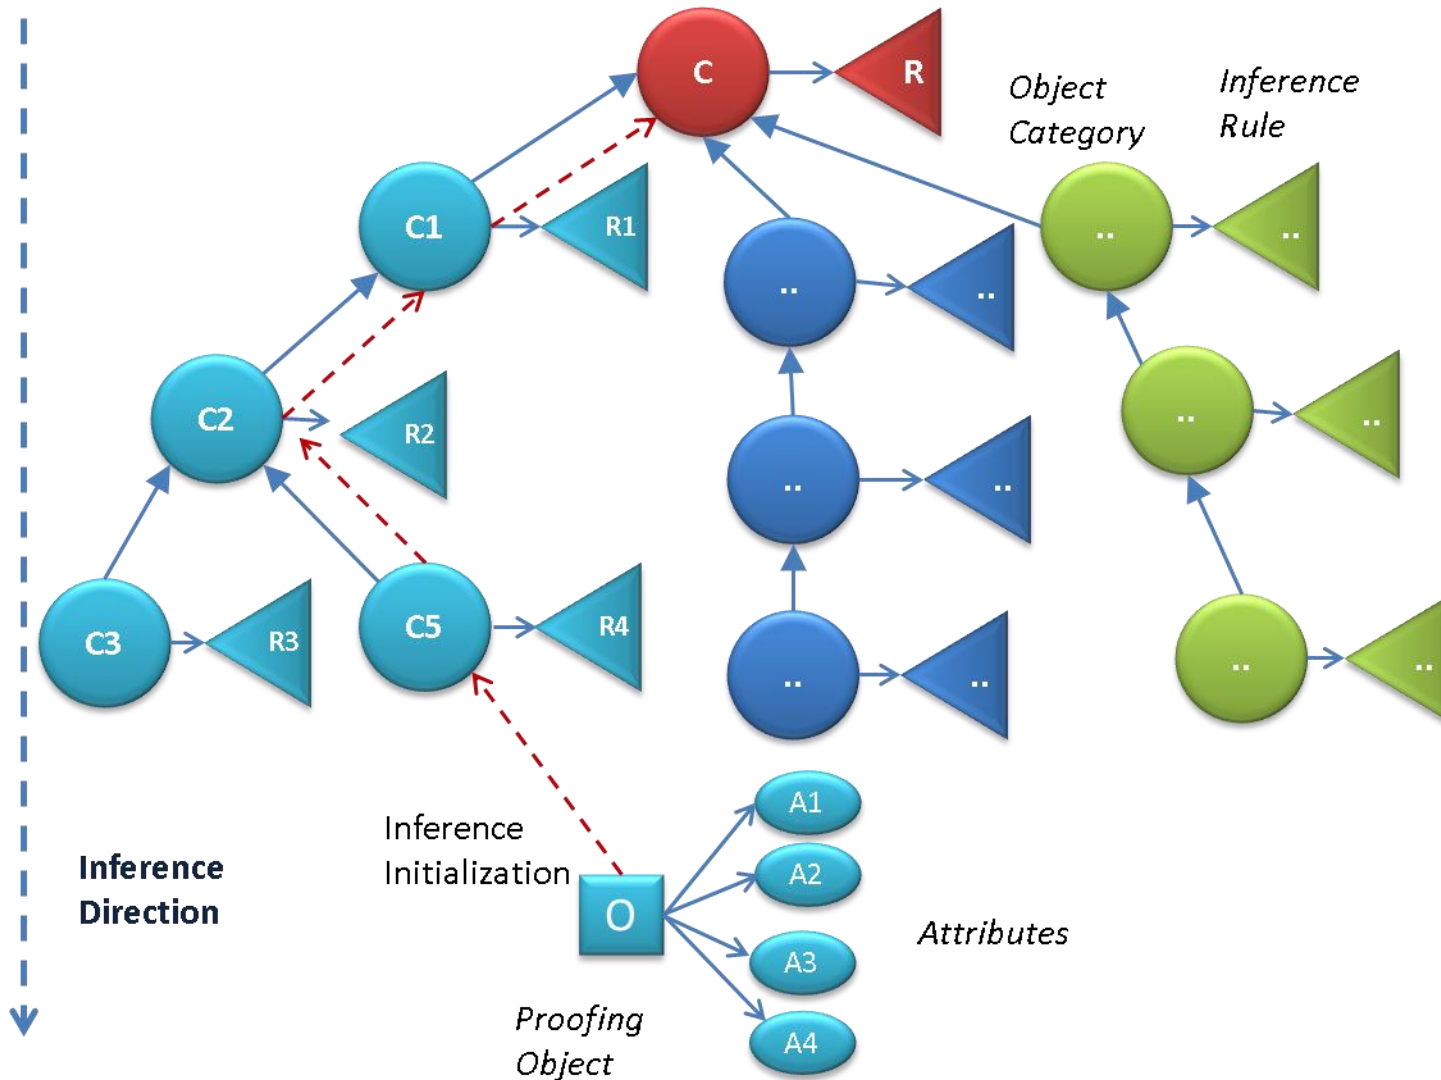 C
R
Object
Category
Inference
Rule
C1
R1
..
..
..
..
C2
R2
..
..
..
..
C3
R3
C5
R4
..
..
..
..
Inference
Initialization
Inference
Direction
O
A1
A2
A3
A4
Attributes
Proofing
Object